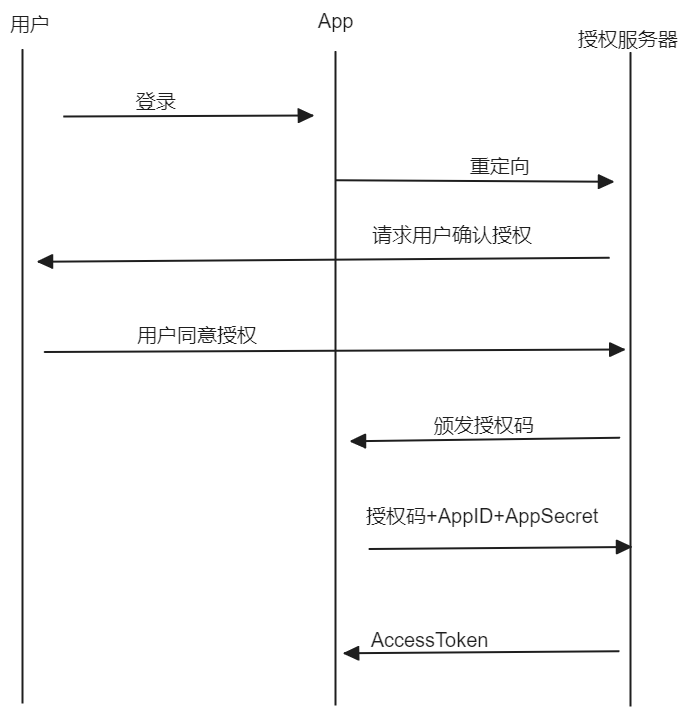 用户
App
授权服务器
登录
重定向
请求用户确认授权
用户同意授权
颁发授权码
授权码+AppID+AppSecret
AccessToken